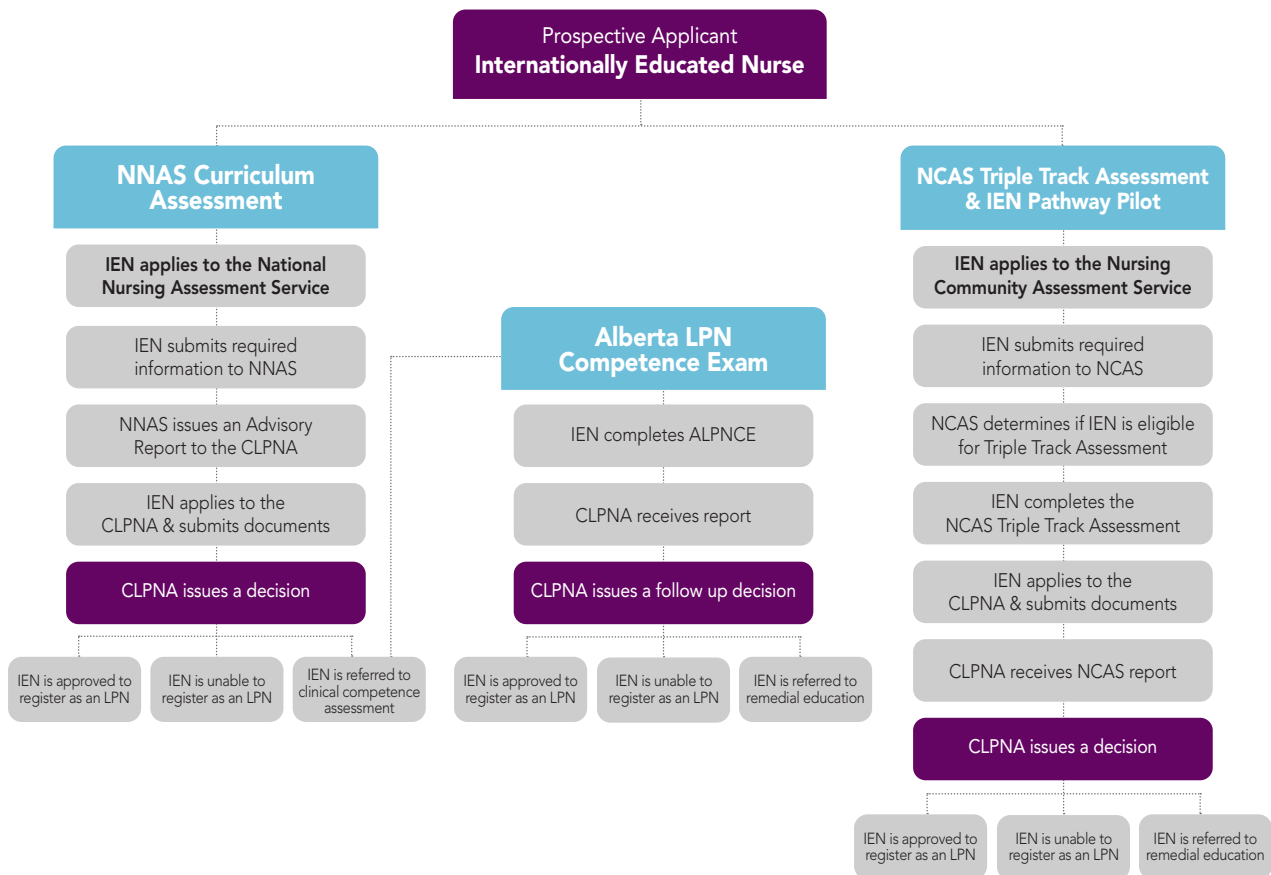 Prospective Applicant
Internationally Educated Nurse
NNAS Curriculum
Assessment
IEN applies to the National
Nursing Assessment Service
IEN submits required
information to NNAS
NNAS issues an Advisory
Report to the CLPNA
IEN applies to the
CLPNA & submits documents
CLPNA issues a decision
IEN is approved to
register as an LPN
IEN is unable to
register as an LPN
IEN is referred to
clinical competence
assessment
Alberta LPN
Competence Exam
IEN completes ALPNCE
CLPNA receives report
CLPNA issues a follow up decision
IEN is approved to
register as an LPN
IEN is unable to
register as an LPN
IEN is referred to
remedial education
NCAS Triple Track Assessment
& IEN Pathway Pilot
IEN applies to the Nursing
Community Assessment Service
IEN submits required
information to NCAS
NCAS determines if IEN is eligible
for Triple Track Assessment
IEN completes the
NCAS Triple Track Assessment
IEN applies to the
CLPNA & submits documents
CLPNA receives NCAS report
CLPNA issues a decision
IEN is approved to
register as an LPN
IEN is unable to
register as an LPN
IEN is referred to
remedial education